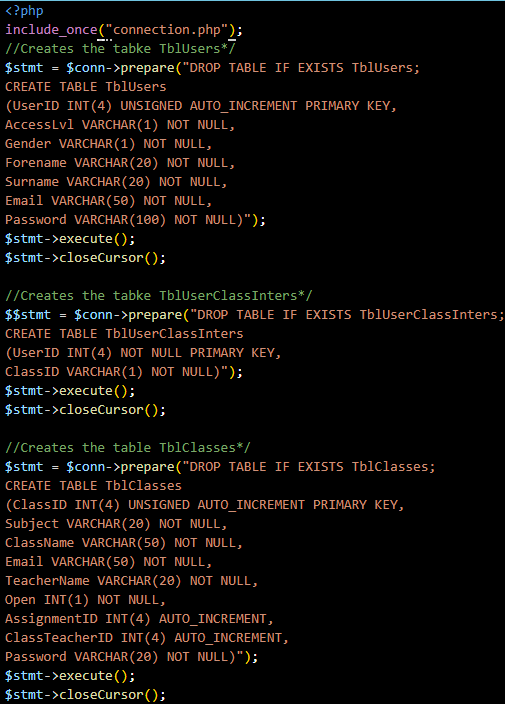 <?php
include_once("connection.php");
//Creates the tabke TblUsers*/
$stmt = $conn->prepare("DROP TABLE IF EXISTS TblUsers;
CREATE TABLE TblUsers
(UserID INT(4) UNSIGNED AUTO_INCREMENT PRIMARY KEY,
AccessLvl VARCHAR(1) NOT NULL,
Gender VARCHAR(1) NOT NULL,
Forename VARCHAR(20) NOT NULL,
Surname VARCHAR(20) NOT NULL,
Email VARCHAR(50) NOT NULL,
Password VARCHAR(100) NOT NULL)");
$stmt->execute();
$stmt->closeCursor();
//Creates the tabke TblUserClassInters*/
$$stmt = $conn->prepare("DROP TABLE IF EXISTS TblUserClassInters;
CREATE TABLE TblUserClassInters
(UserID INT(4) NOT NULL PRIMARY KEY,
ClassID VARCHAR(1) NOT NULL)");
$stmt->execute();
$stmt->closeCursor();
//Creates the table TblClasses*/
$stmt = $conn->prepare("DROP TABLE IF EXISTS TblClasses;
CREATE TABLE TblClasses
(ClassID INT(4) UNSIGNED AUTO_INCREMENT PRIMARY KEY,
Subject VARCHAR(20) NOT NULL,
ClassName VARCHAR(50) NOT NULL,
Email VARCHAR(50) NOT NULL,
TeacherName VARCHAR(20) NOT NULL,
Open INT(1) NOT NULL,
AssignmentID INT(4) AUTO_INCREMENT,
ClassTeacherID INT(4) AUTO_INCREMENT,
Password VARCHAR(20) NOT NULL)");
$stmt->execute();
$stmt->closeCursor();